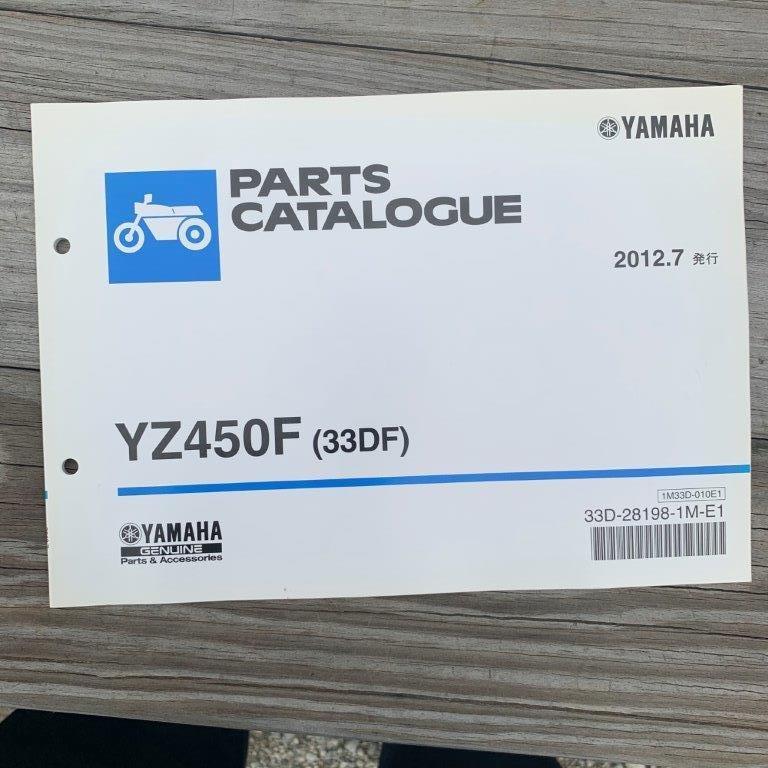 YAMAHA
PARTS
CATALOGUE
2012.7 発行
YZ450F (33DF)
1M33D-010E1
33D-28198-1M-E1
YAMAHA
GENUINE
Parts & Accessories